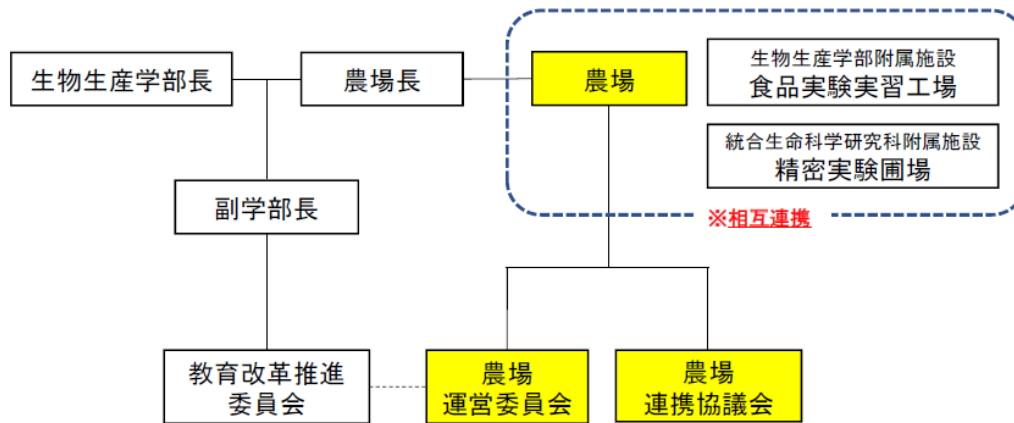 生物生産学部長
農場長
農場
生物生産学部附属施設
食品実験実習工場
統合生命科学研究科附属施設
精密実験圃場
副学部長
※相互連携
教育改革推進
委員会
農場
運営委員会
農場
連携協議会